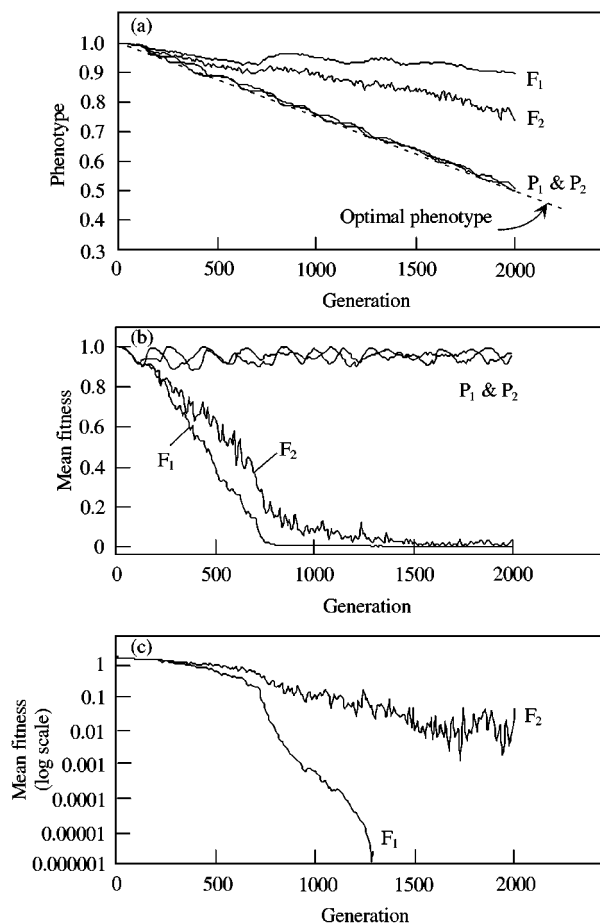 (a)
1.0
0.9
0.8
0.7
0.6
0.5
0.4
0.3
Phenotype
F₁
F₂
P₁ & P₂
Optimal phenotype
0 500 1000 1500 2000
Generation
(b)
1.0
0.8
0.6
0.4
0.2
0
Mean fitness
P₁ & P₂
F₁
F₂
0 500 1000 1500 2000
Generation
(c)
1
0.1
0.01
0.001
0.0001
0.00001
0.000001
Mean fitness
(log scale)
F₂
F₁
0 500 1000 1500 2000
Generation